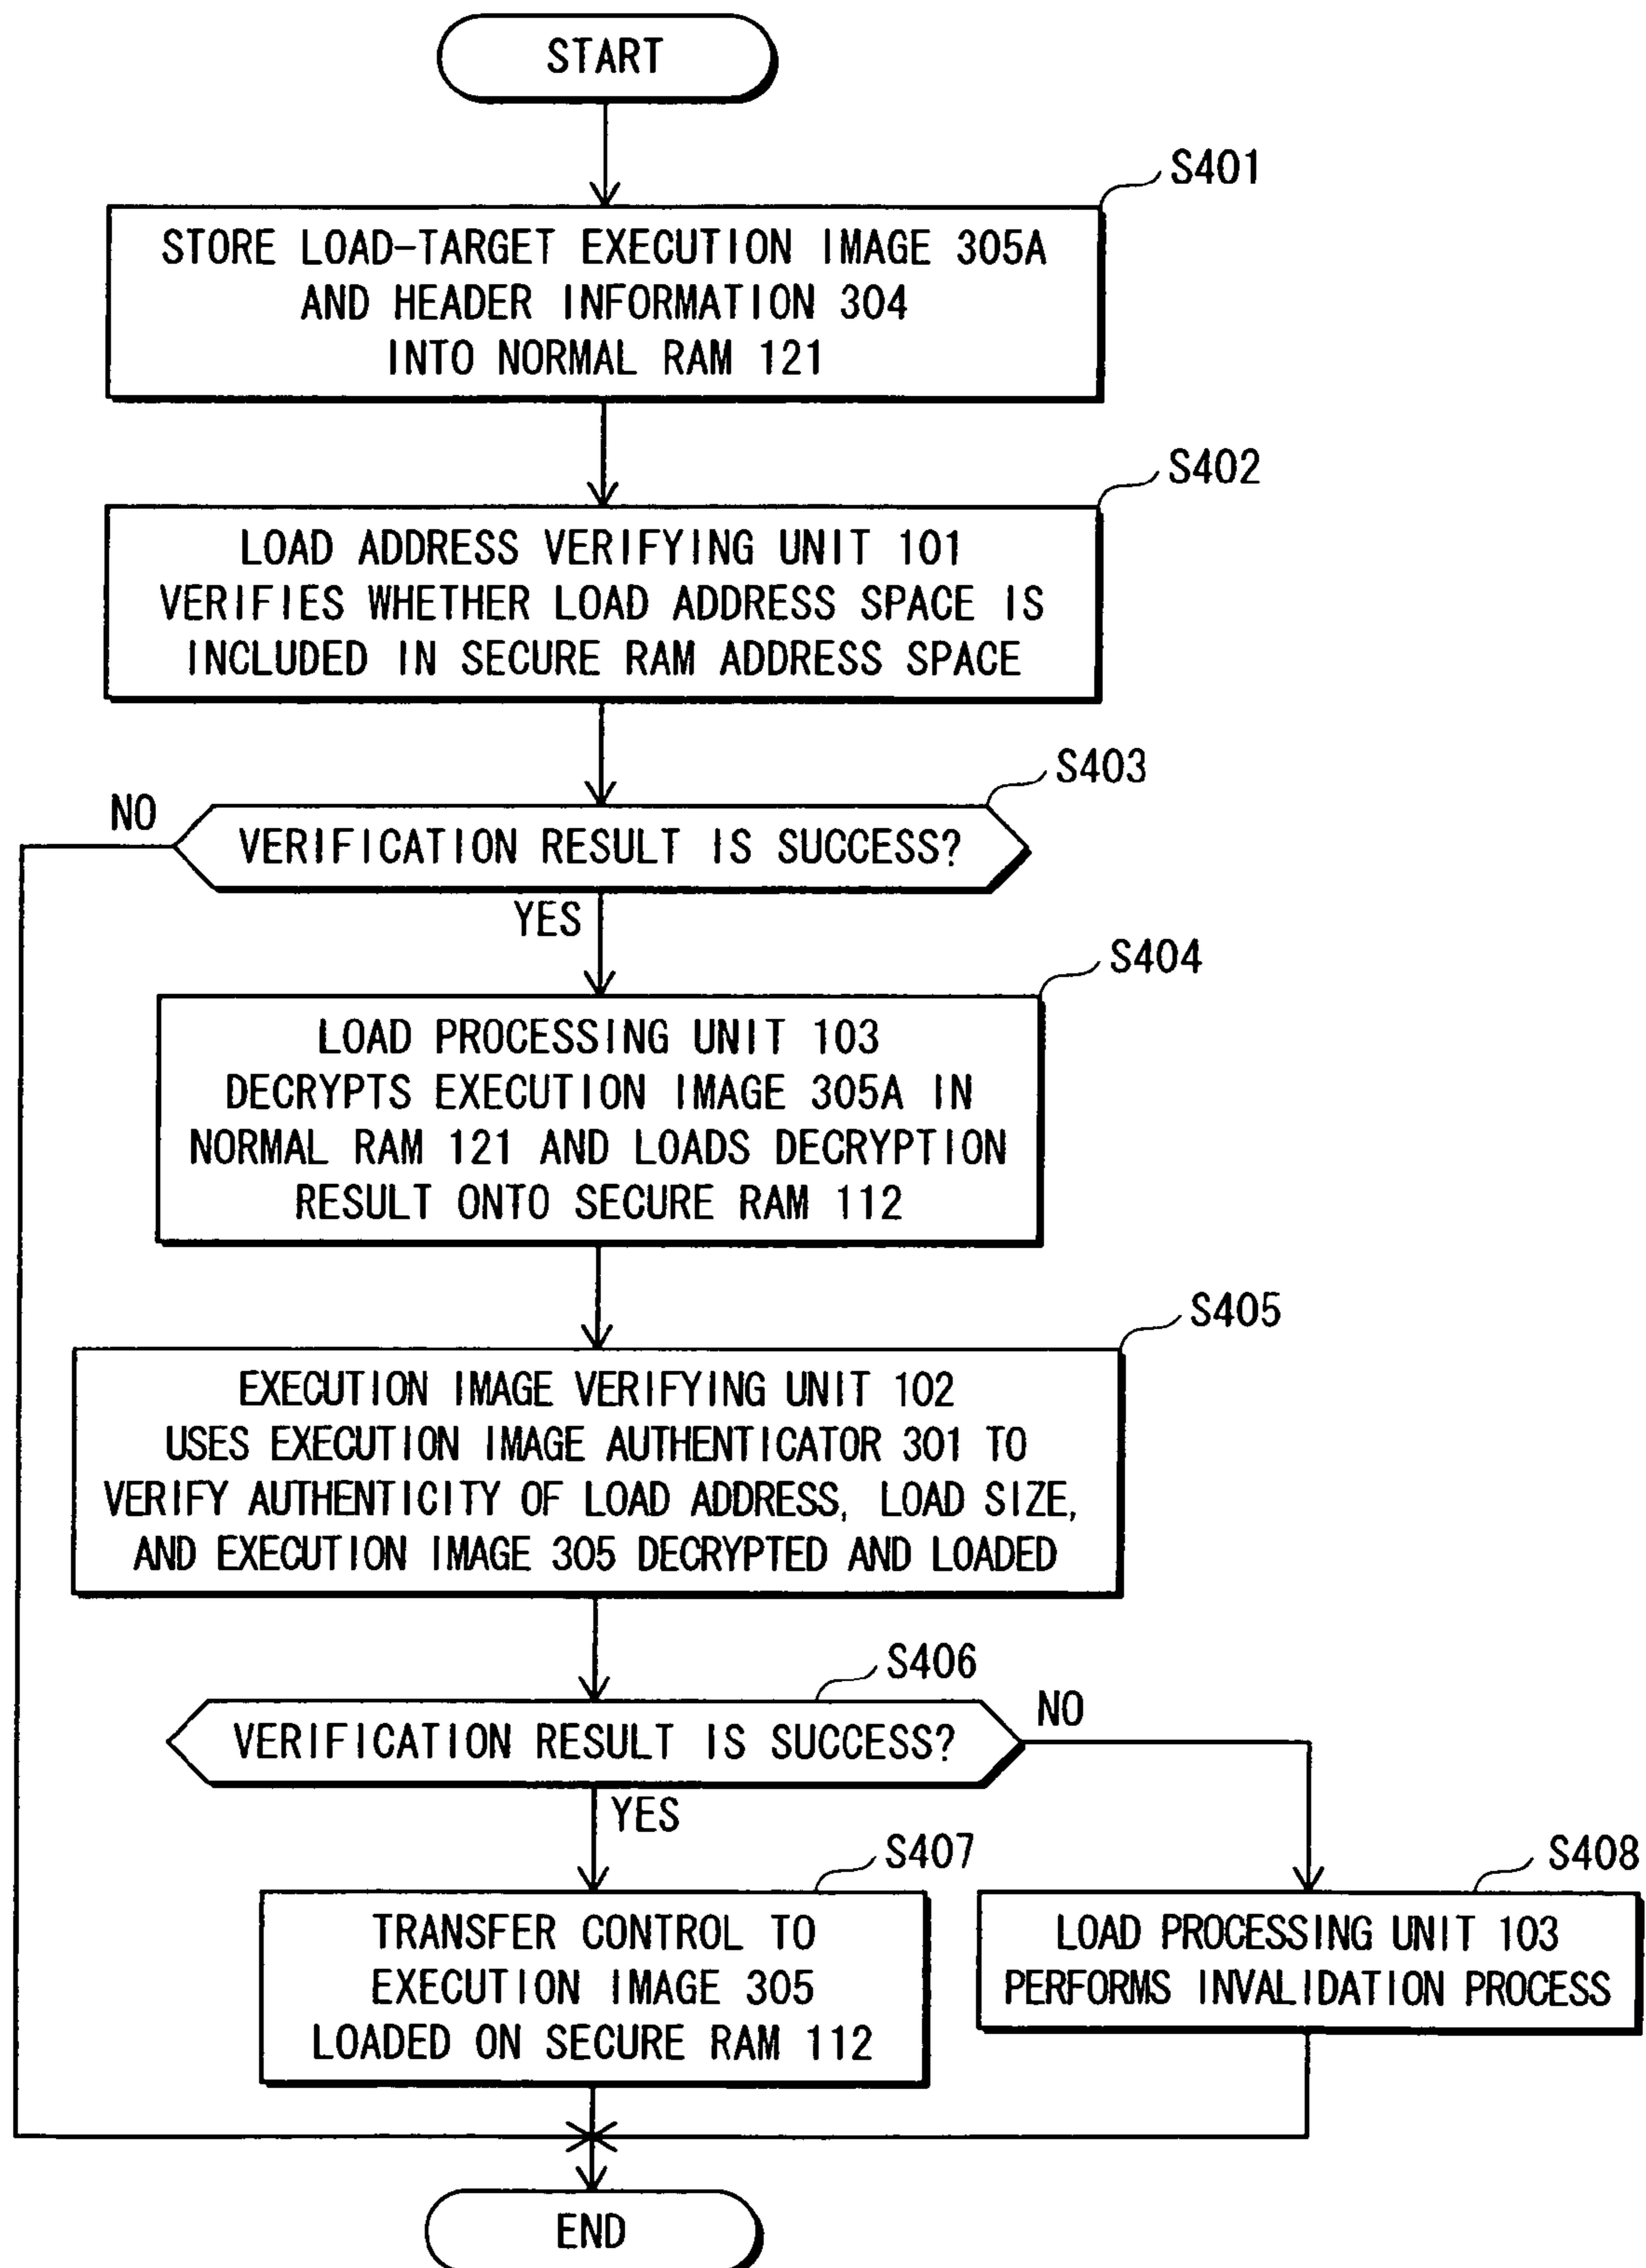 START
S401
STORE LOAD-TARGET EXECUTION IMAGE 305A
AND HEADER INFORMATION 304
INTO NORMAL RAM 121
S402
LOAD ADDRESS VERIFYING UNIT 101
VERIFIES WHETHER LOAD ADDRESS SPACE IS
INCLUDED IN SECURE RAM ADDRESS SPACE
S403
NO
VERIFICATION RESULT IS SUCCESS?
YES
S404
LOAD PROCESSING UNIT 103
DECRYPTS EXECUTION IMAGE 305A IN
NORMAL RAM 121 AND LOADS DECRYPTION
RESULT ONTO SECURE RAM 112
S405
EXECUTION IMAGE VERIFYING UNIT 102
USES EXECUTION IMAGE AUTHENTICATOR 301 TO
VERIFY AUTHENTICITY OF LOAD ADDRESS, LOAD SIZE,
AND EXECUTION IMAGE 305 DECRYPTED AND LOADED
S406
VERIFICATION RESULT IS SUCCESS?
NO
YES
S407
TRANSFER CONTROL TO
EXECUTION IMAGE 305
LOADED ON SECURE RAM 112
S408
LOAD PROCESSING UNIT 103
PERFORMS INVALIDATION PROCESS
END